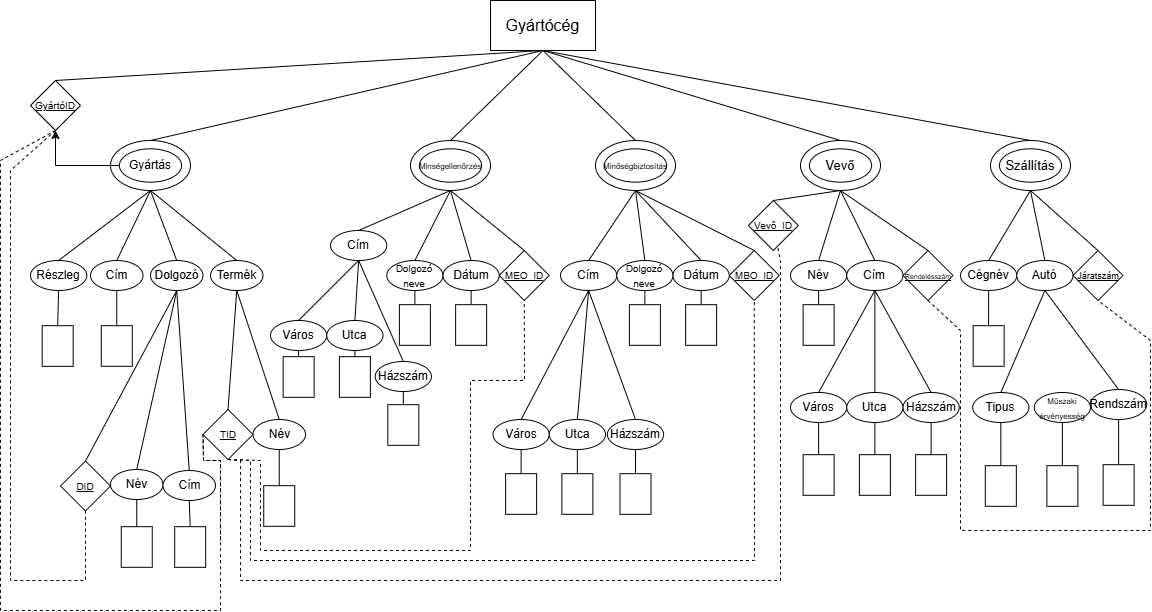 Gyártócég
GyártóID
Gyártás
Minségellenőrzés
Minőségbiztosítás
Vevő
Szállítás
Vevő_ID
Cím
Részleg
Cím
Dolgozó
Termék
Dolgozó
neve
Dátum
MEO_ID
Cím
Dolgozó
neve
Dátum
MBO_ID
Név
Cím
Rendelésszám
Cégnév
Autó
Járatszám
Város
Utca
Házszám
TID
Név
Város
Utca
Házszám
Város
Utca
Házszám
Tipus
Műszaki
érvényesség
Rendszám
DID
Név
Cím